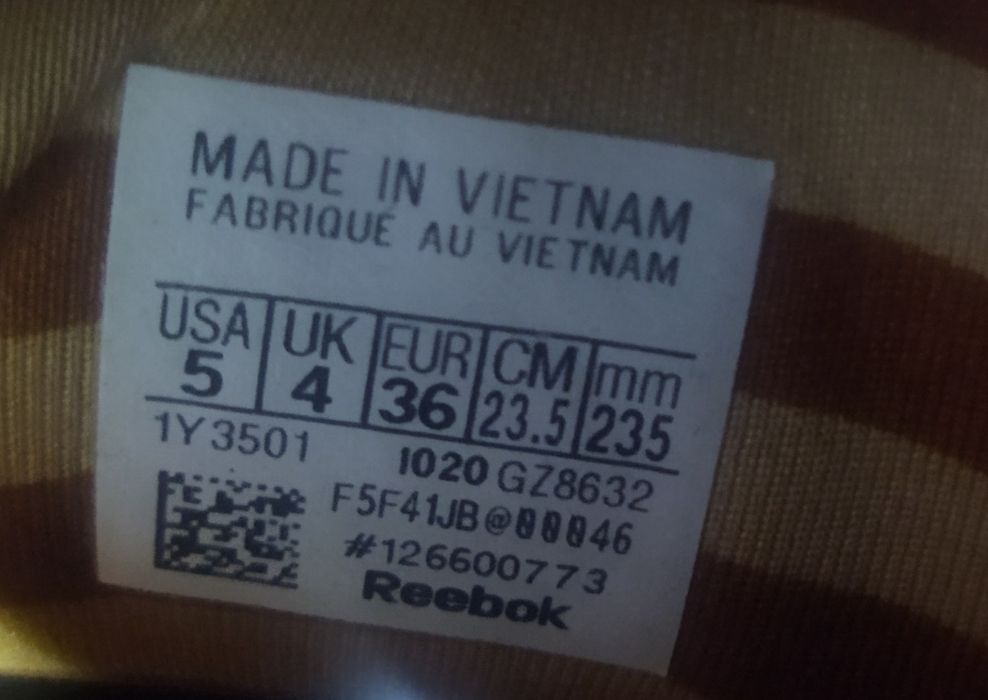 MADE IN VIETNAM
FABRIQUÉ AU VIETNAM
USA UK EUR CM mm
5 4 36 23.5 235
1Y3501 1020 GZ8632
F5F41JB@00046
#126600773
Reebok